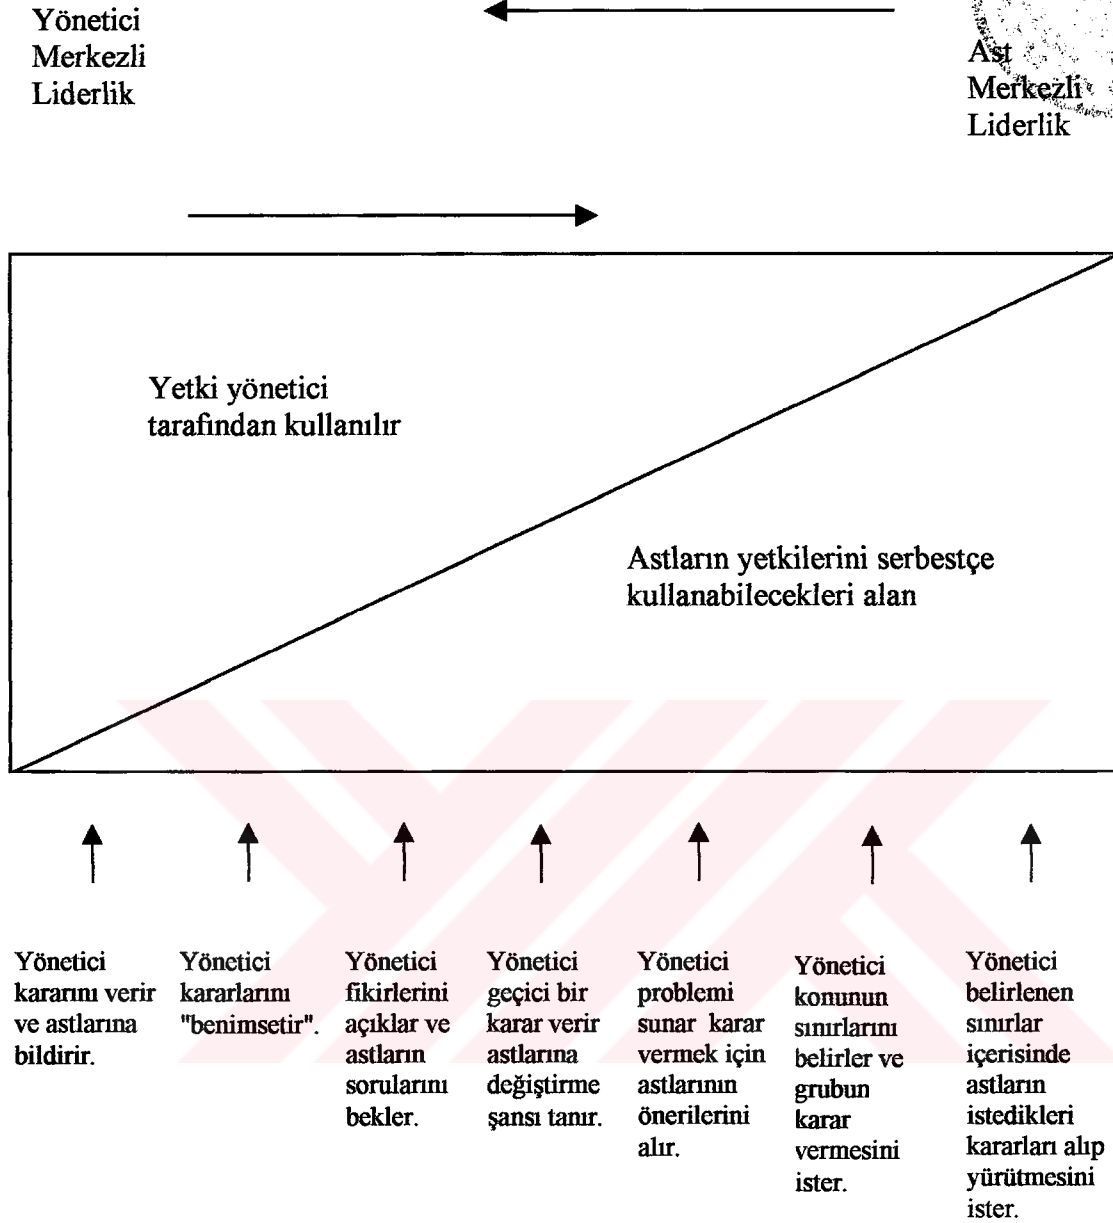 Yönetici
Merkezli
Liderlik
Ast
Merkezli
Liderlik
Yetki yönetici
tarafından kullanılır
Astların yetkilerini serbestçe
kullanabilecekleri alan
Yönetici
kararını verir
ve astlarına
bildirir.
Yönetici
kararlarını
"benimsetir".
Yönetici
fikirlerini
açıklar ve
astların
sorularını
bekler.
Yönetici
geçici bir
karar verir
astlarına
değiştirme
şansı tanır.
Yönetici
problemi
sunar karar
vermek için
astlarının
önerilerini
alır.
Yönetici
konunun
sınırlarını
belirler ve
grubun
karar
vermesini
ister.
Yönetici
belirlenen
sınırlar
içerisinde
astların
istedikleri
kararları alıp
yürütmesini
ister.